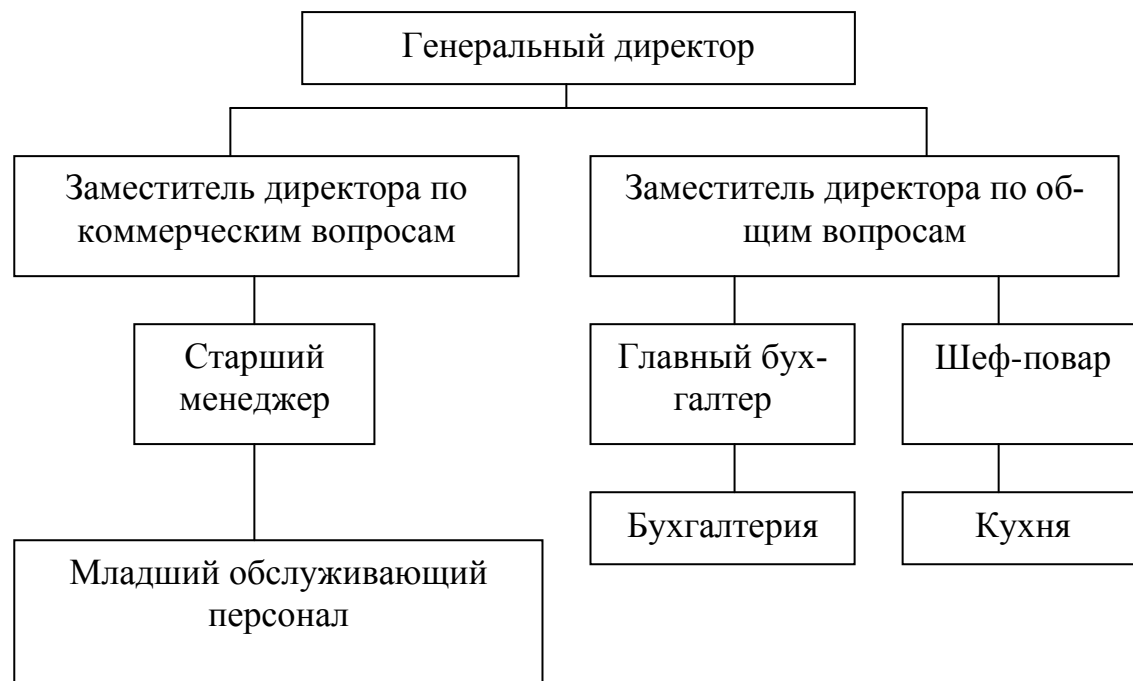 Генеральный директор
Заместитель директора по
коммерческим вопросам
Заместитель директора по об-
щим вопросам
Старший
менеджер
Главный бух-
галтер
Шеф-повар
Бухгалтерия
Кухня
Младший обслуживающий
персонал